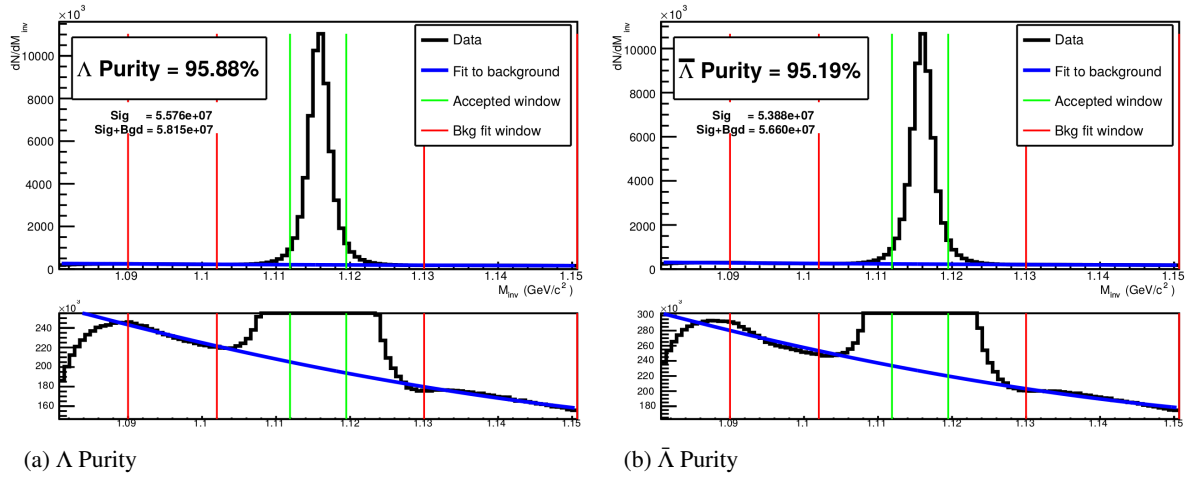 ×10³
dN/dM_inv
10000
8000
6000
4000
2000
0
Λ Purity = 95.88%
Sig = 5.576e+07
Sig+Bgd = 5.815e+07
Data
Fit to background
Accepted window
Bkg fit window
1.09 1.1 1.11 1.12 1.13 1.14 1.15
M_inv (GeV/c²)
×10³
240
220
200
180
160
1.09 1.1 1.11 1.12 1.13 1.14 1.15
(a) Λ Purity
×10³
dN/dM_inv
10000
8000
6000
4000
2000
0
Λ̅ Purity = 95.19%
Sig = 5.388e+07
Sig+Bgd = 5.660e+07
Data
Fit to background
Accepted window
Bkg fit window
1.09 1.1 1.11 1.12 1.13 1.14 1.15
M_inv (GeV/c²)
×10³
300
280
260
240
220
200
180
1.09 1.1 1.11 1.12 1.13 1.14 1.15
(b) Λ̄ Purity